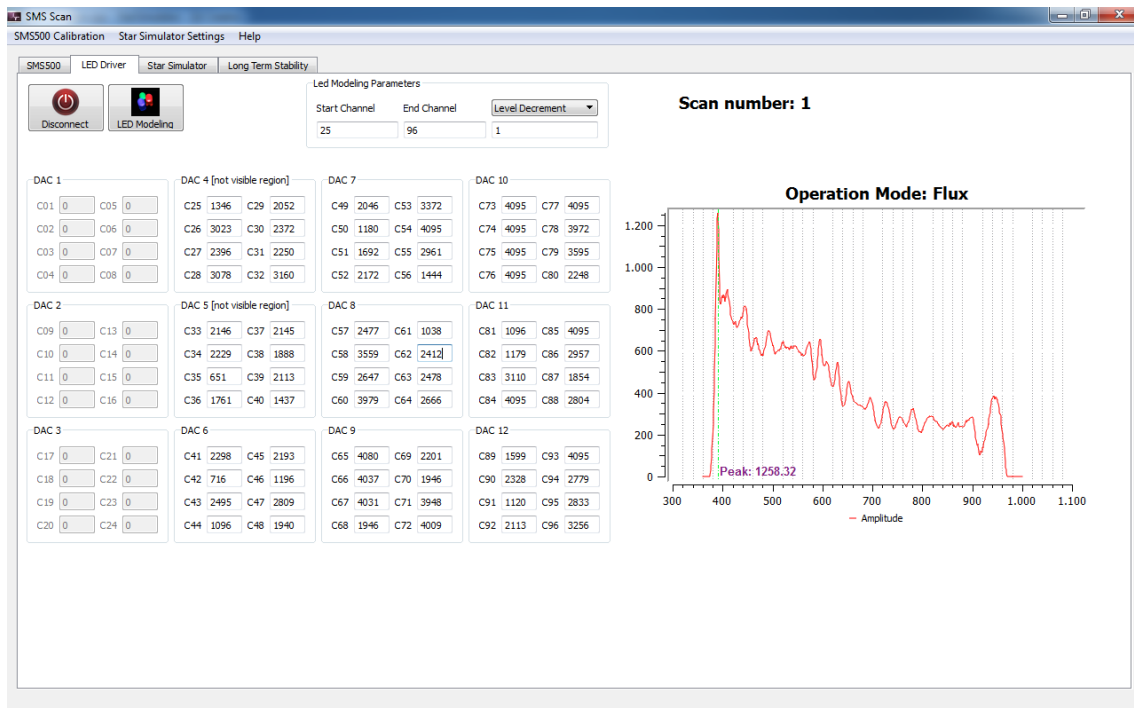 SMS Scan
SMS500 Calibration Star Simulator Settings Help
SMS500 LED Driver Star Simulator Long Term Stability
Disconnect LED Modeling
Led Modeling Parameters
Start Channel End Channel Level Decrement
25 96 1
Scan number: 1
DAC 1
C01 0 C05 0
C02 0 C06 0
C03 0 C07 0
C04 0 C08 0
DAC 4 [not visible region]
C25 1346 C29 2052
C26 3023 C30 2372
C27 2396 C31 2250
C28 3078 C32 3160
DAC 7
C49 2046 C53 3372
C50 1180 C54 4095
C51 1692 C55 2961
C52 2172 C56 1444
DAC 10
C73 4095 C77 4095
C74 4095 C78 3972
C75 4095 C79 3595
C76 4095 C80 2248
DAC 2
C09 0 C13 0
C10 0 C14 0
C11 0 C15 0
C12 0 C16 0
DAC 5 [not visible region]
C33 2146 C37 2145
C34 2229 C38 1888
C35 651 C39 2113
C36 1761 C40 1437
DAC 8
C57 2477 C61 1038
C58 3559 C62 2412
C59 2647 C63 2478
C60 3979 C64 2666
DAC 11
C81 1096 C85 4095
C82 1179 C86 2957
C83 3110 C87 1854
C84 4095 C88 2804
DAC 3
C17 0 C21 0
C18 0 C22 0
C19 0 C23 0
C20 0 C24 0
DAC 6
C41 2298 C45 2193
C42 716 C46 1196
C43 2495 C47 2809
C44 1096 C48 1940
DAC 9
C65 4080 C69 2201
C66 4037 C70 1946
C67 4031 C71 3948
C68 1946 C72 4009
DAC 12
C89 1599 C93 4095
C90 2328 C94 2779
C91 1120 C95 2833
C92 2113 C96 3256
Operation Mode: Flux
1.200
1.000
800
600
400
200
0
Peak: 1258.32
300 400 500 600 700 800 900 1.000 1.100
Amplitude